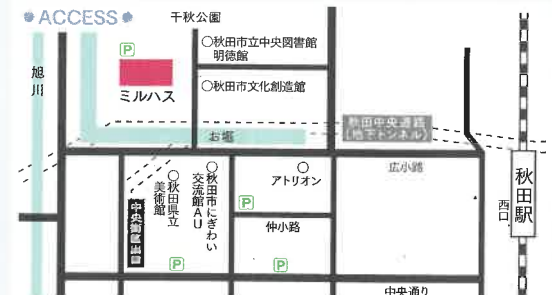 ACCESS
千秋公園
P
○秋田市立中央図書館
明徳館
旭川
○秋田市文化創造館
ミルハス
お堀
秋田中央道路
(地下トンネル)
広小路
○秋田県立
美術館
○秋田市にぎわい
交流館AU
○
アトリオン
P
仲小路
中央街区出口
P
P
秋田駅
西口
中央通り